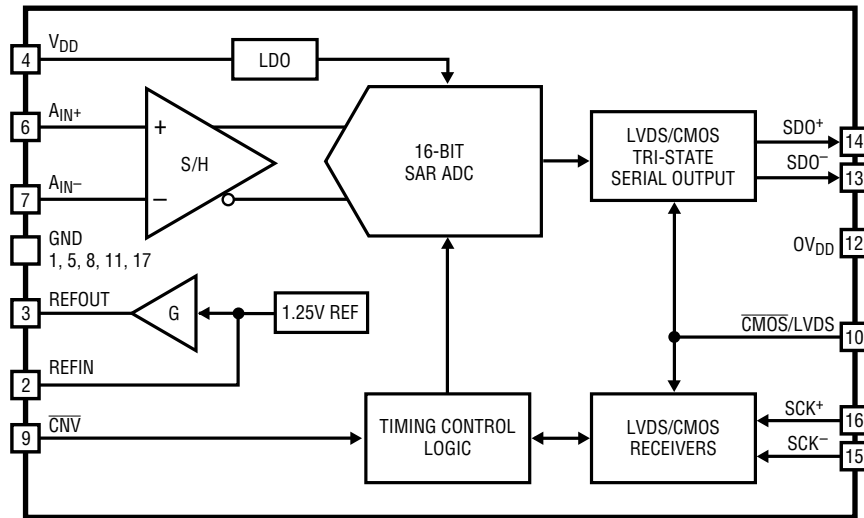 4
V_DD
LDO
6
A_IN+
+
S/H
7
A_IN−
−
16-BIT
SAR ADC
LVDS/CMOS
TRI-STATE
SERIAL OUTPUT
SDO⁺
14
SDO⁻
13
GND
1, 5, 8, 11, 17
OV_DD
12
3
REFOUT
G
1.25V REF
C̅M̅O̅S̅/LVDS
10
2
REFIN
9
C̅N̅V̅
TIMING CONTROL
LOGIC
LVDS/CMOS
RECEIVERS
SCK⁺
16
SCK⁻
15